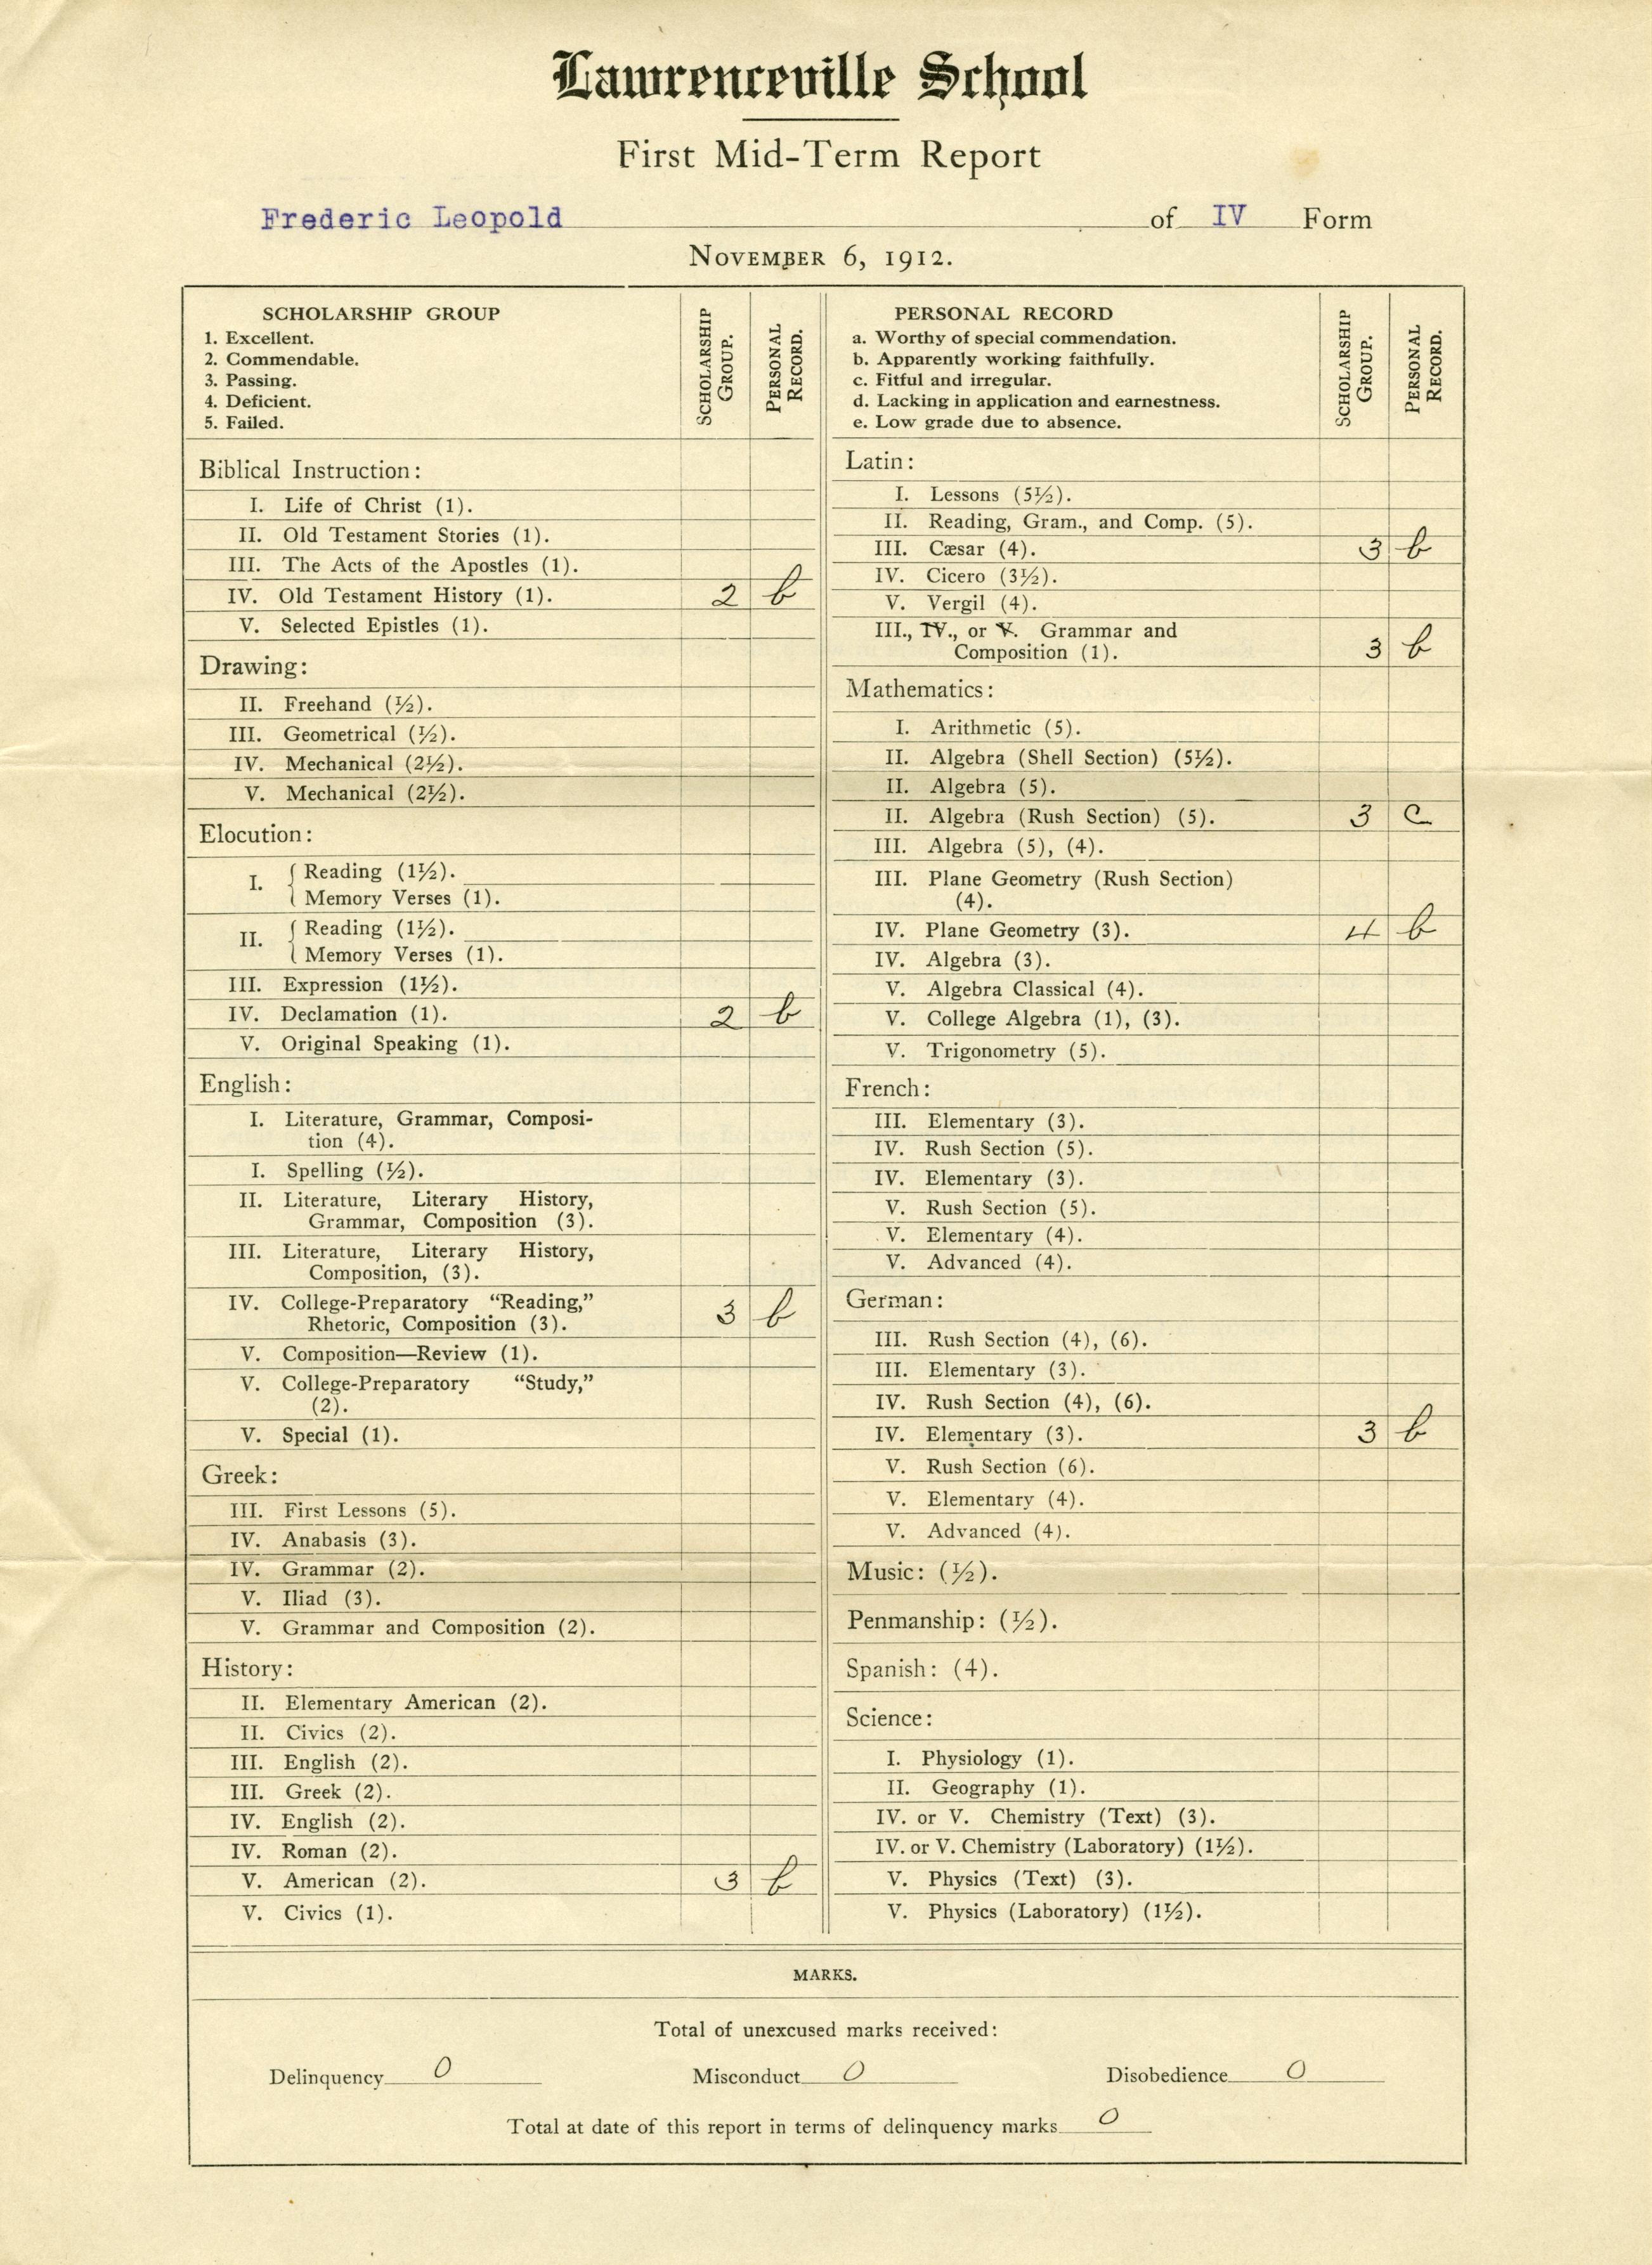 Lawrenceville School
First Mid-Term Report
Frederic Leopold of IV Form
November 6, 1912.
SCHOLARSHIP GROUP
1. Excellent.
2. Commendable.
3. Passing.
4. Deficient.
5. Failed.
Scholarship Group.
Personal Record.
Biblical Instruction:
I. Life of Christ (1).
II. Old Testament Stories (1).
III. The Acts of the Apostles (1).
IV. Old Testament History (1). 2 b
V. Selected Epistles (1).
Drawing:
II. Freehand (½).
III. Geometrical (½).
IV. Mechanical (2½).
V. Mechanical (2½).
Elocution:
I. { Reading (1½).
Memory Verses (1).
II. { Reading (1½).
Memory Verses (1).
III. Expression (1½).
IV. Declamation (1). 2 b
V. Original Speaking (1).
English:
I. Literature, Grammar, Composi-
tion (4).
I. Spelling (½).
II. Literature, Literary History,
Grammar, Composition (3).
III. Literature, Literary History,
Composition, (3).
IV. College-Preparatory “Reading,”
Rhetoric, Composition (3). 3 b
V. Composition—Review (1).
V. College-Preparatory “Study,”
(2).
V. Special (1).
Greek:
III. First Lessons (5).
IV. Anabasis (3).
IV. Grammar (2).
V. Iliad (3).
V. Grammar and Composition (2).
History:
II. Elementary American (2).
II. Civics (2).
III. English (2).
III. Greek (2).
IV. English (2).
IV. Roman (2).
V. American (2). 3 b
V. Civics (1).
PERSONAL RECORD
a. Worthy of special commendation.
b. Apparently working faithfully.
c. Fitful and irregular.
d. Lacking in application and earnestness.
e. Low grade due to absence.
Scholarship Group.
Personal Record.
Latin:
I. Lessons (5½).
II. Reading, Gram., and Comp. (5).
III. Cæsar (4). 3 b
IV. Cicero (3½).
V. Vergil (4).
III., IV., or V. Grammar and
Composition (1). 3 b
Mathematics:
I. Arithmetic (5).
II. Algebra (Shell Section) (5½).
II. Algebra (5).
II. Algebra (Rush Section) (5). 3 c
III. Algebra (5), (4).
III. Plane Geometry (Rush Section)
(4).
IV. Plane Geometry (3). 4 b
IV. Algebra (3).
V. Algebra Classical (4).
V. College Algebra (1), (3).
V. Trigonometry (5).
French:
III. Elementary (3).
IV. Rush Section (5).
IV. Elementary (3).
V. Rush Section (5).
V. Elementary (4).
V. Advanced (4).
German:
III. Rush Section (4), (6).
III. Elementary (3).
IV. Rush Section (4), (6).
IV. Elementary (3). 3 b
V. Rush Section (6).
V. Elementary (4).
V. Advanced (4).
Music: (½).
Penmanship: (½).
Spanish: (4).
Science:
I. Physiology (1).
II. Geography (1).
IV. or V. Chemistry (Text) (3).
IV. or V. Chemistry (Laboratory) (1½).
V. Physics (Text) (3).
V. Physics (Laboratory) (1½).
MARKS.
Total of unexcused marks received:
Delinquency 0 Misconduct 0 Disobedience 0
Total at date of this report in terms of delinquency marks 0